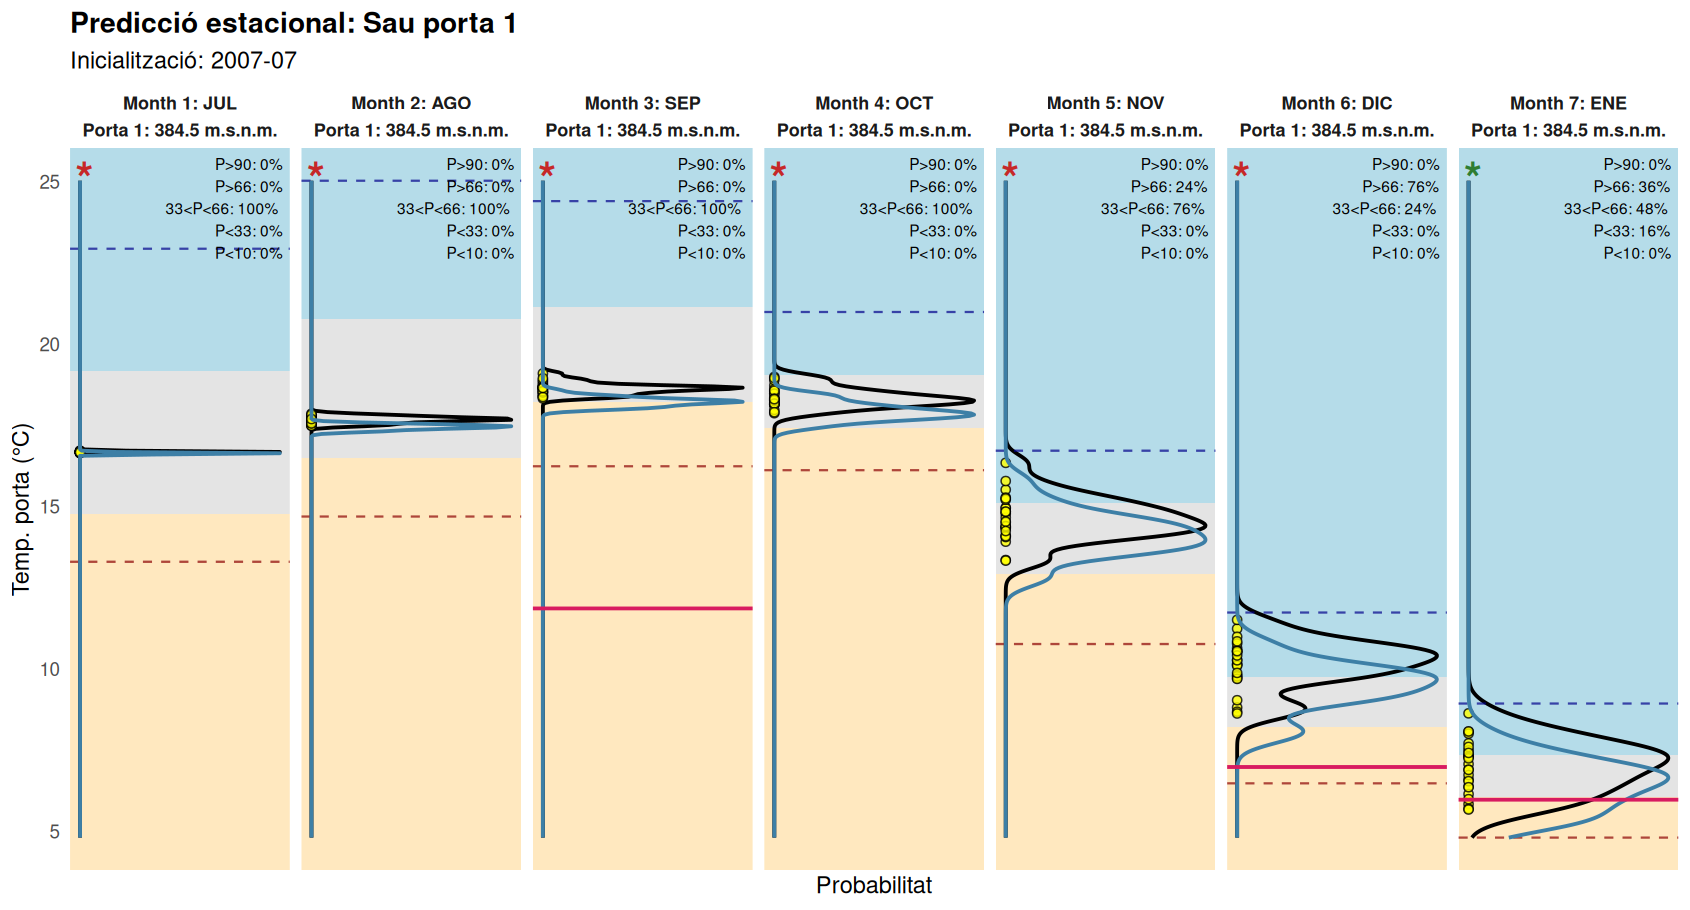 Predicció estacional: Sau porta 1
Inicialització: 2007-07
Month 1: JUL
Porta 1: 384.5 m.s.n.m.
Month 2: AGO
Porta 1: 384.5 m.s.n.m.
Month 3: SEP
Porta 1: 384.5 m.s.n.m.
Month 4: OCT
Porta 1: 384.5 m.s.n.m.
Month 5: NOV
Porta 1: 384.5 m.s.n.m.
Month 6: DIC
Porta 1: 384.5 m.s.n.m.
Month 7: ENE
Porta 1: 384.5 m.s.n.m.
*
P>90: 0%
P>66: 0%
33<P<66: 100%
P<33: 0%
P<10: 0%
*
P>90: 0%
P>66: 0%
33<P<66: 100%
P<33: 0%
P<10: 0%
*
P>90: 0%
P>66: 0%
33<P<66: 100%
P<33: 0%
P<10: 0%
*
P>90: 0%
P>66: 0%
33<P<66: 100%
P<33: 0%
P<10: 0%
*
P>90: 0%
P>66: 24%
33<P<66: 76%
P<33: 0%
P<10: 0%
*
P>90: 0%
P>66: 76%
33<P<66: 24%
P<33: 0%
P<10: 0%
*
P>90: 0%
P>66: 36%
33<P<66: 48%
P<33: 16%
P<10: 0%
25
20
15
10
5
Temp. porta (°C)
Probabilitat